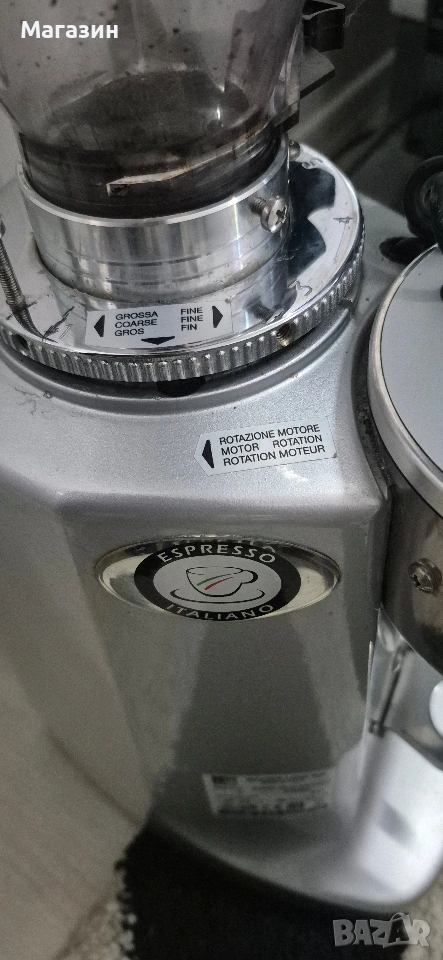 Магазин
GROSSA FINE
COARSE FINE
GROS FIN
ROTAZIONE MOTORE
MOTOR ROTATION
ROTATION MOTEUR
ESPRESSO
ITALIANO
BAZAR